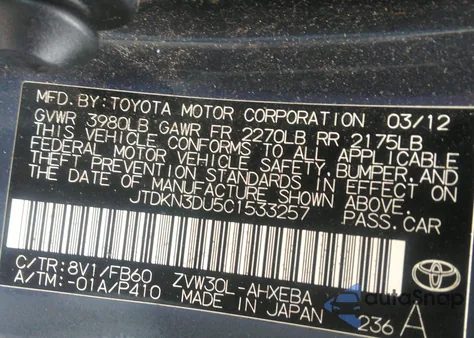 MFD.BY: TOYOTA MOTOR CORPORATION 03/12
GVWR 3980LB GAWR FR 2270LB RR 2175LB
THIS VEHICLE CONFORMS TO ALL APPLICABLE
FEDERAL MOTOR VEHICLE SAFETY, BUMPER, AND
THEFT PREVENTION STANDARDS IN EFFECT ON
THE DATE OF MANUFACTURE SHOWN ABOVE.
JTDKN3DU5C1533257 PASS.CAR
C/TR:8V1/FB60 ZVW30L-AHXEBA
A/TM:-01A/P410 MADE IN JAPAN
TOYOTA
236 A
autoSnap